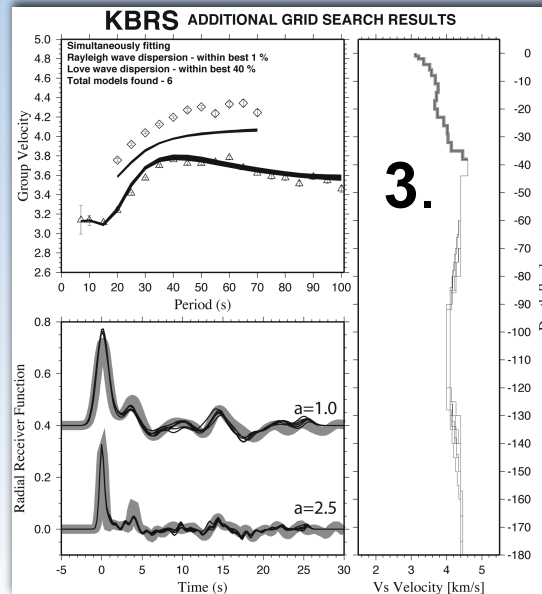 KBRS ADDITIONAL GRID SEARCH RESULTS
Simultaneously fitting
Rayleigh wave dispersion - within best 1 %
Love wave dispersion - within best 40 %
Total models found - 6
Group Velocity
5.0
4.8
4.6
4.4
4.2
4.0
3.8
3.6
3.4
3.2
3.0
2.8
2.6
0 10 20 30 40 50 60 70 80 90 100
Period (s)
Radial Receiver Function
0.8
0.6
0.4
0.2
0.0
a=1.0
a=2.5
-5 0 5 10 15 20 25 30
Time (s)
3.
0
-10
-20
-30
-40
-50
-60
-70
-80
-90
-100
-110
-120
-130
-140
-150
-160
-170
-180
2 3 4 5
Vs Velocity [km/s]